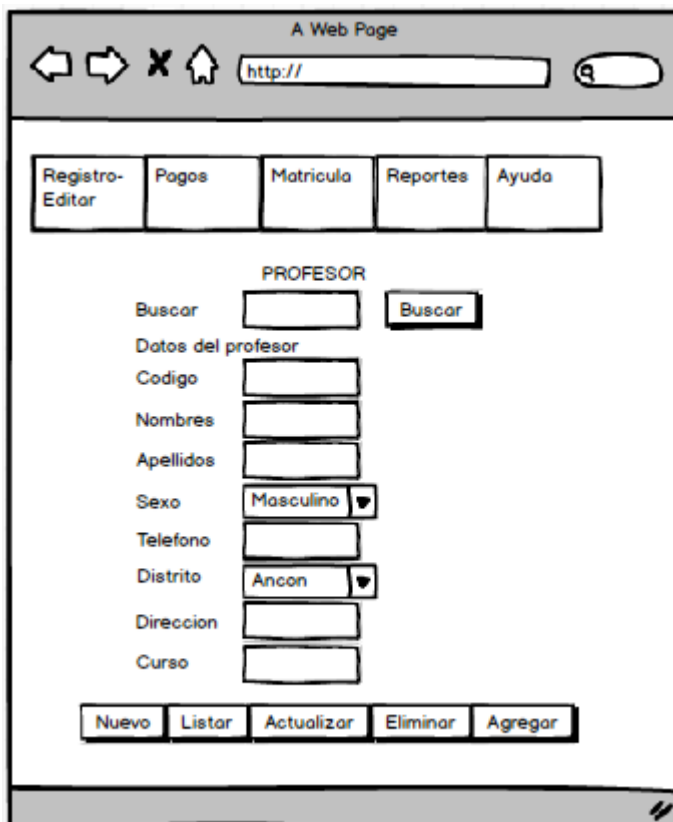 A Web Page
http://
Registro-
Editar
Pagos
Matricula
Reportes
Ayuda
PROFESOR
Buscar
Buscar
Datos del profesor
Codigo
Nombres
Apellidos
Sexo
Masculino
Telefono
Distrito
Ancon
Direccion
Curso
Nuevo
Listar
Actualizar
Eliminar
Agregar